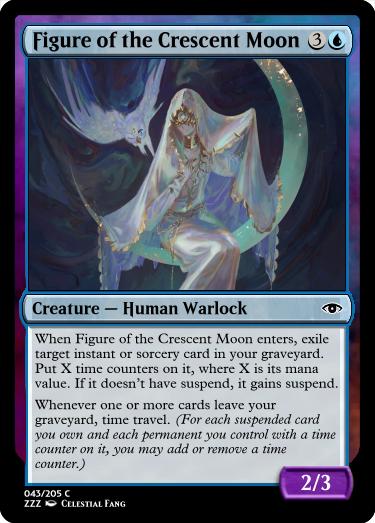 Figure of the Crescent Moon 3
Creature — Human Warlock
When Figure of the Crescent Moon enters, exile
target instant or sorcery card in your graveyard.
Put X time counters on it, where X is its mana
value. If it doesn't have suspend, it gains suspend.
Whenever one or more cards leave your
graveyard, time travel. (For each suspended card
you own and each permanent you control with a time
counter on it, you may add or remove a time
counter.)
2/3
043/205 C
ZZZ Celestial Fang